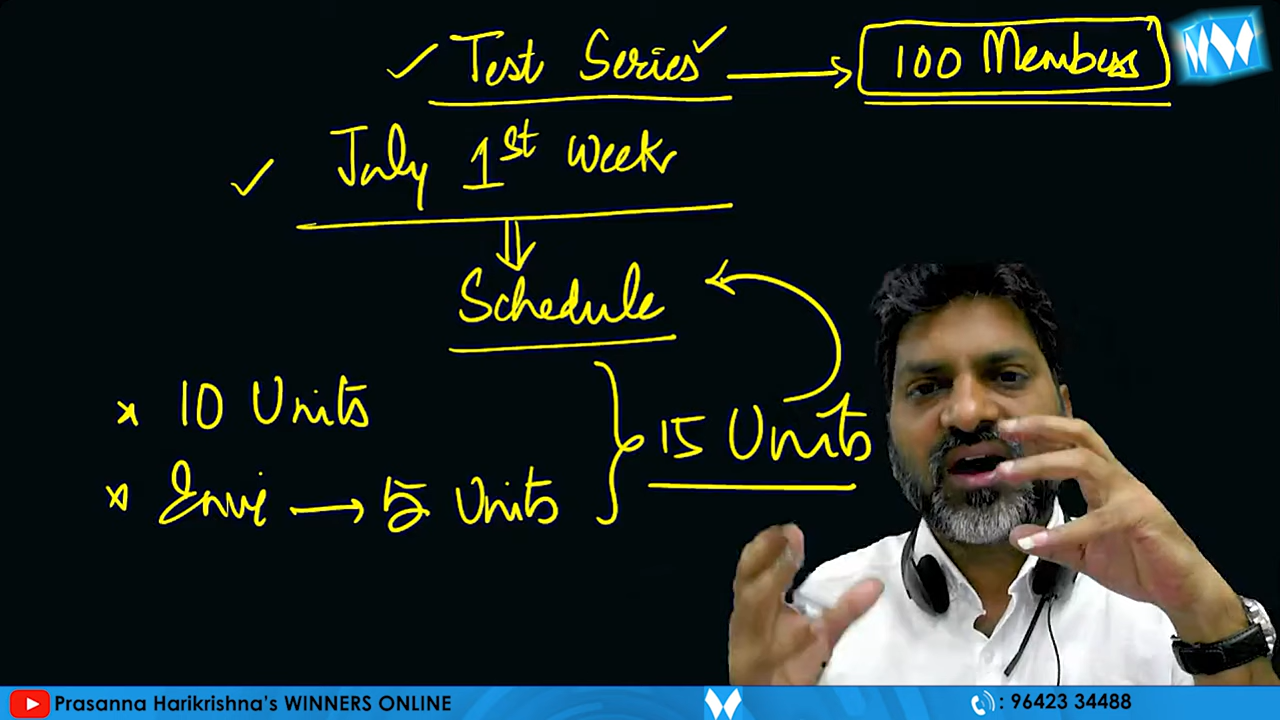 Test Series → 100 Members
July 1st week
Schedule
* 10 Units
* Envi → 5 Units
15 Units
Prasanna Harikrishna's WINNERS ONLINE
: 96423 34488